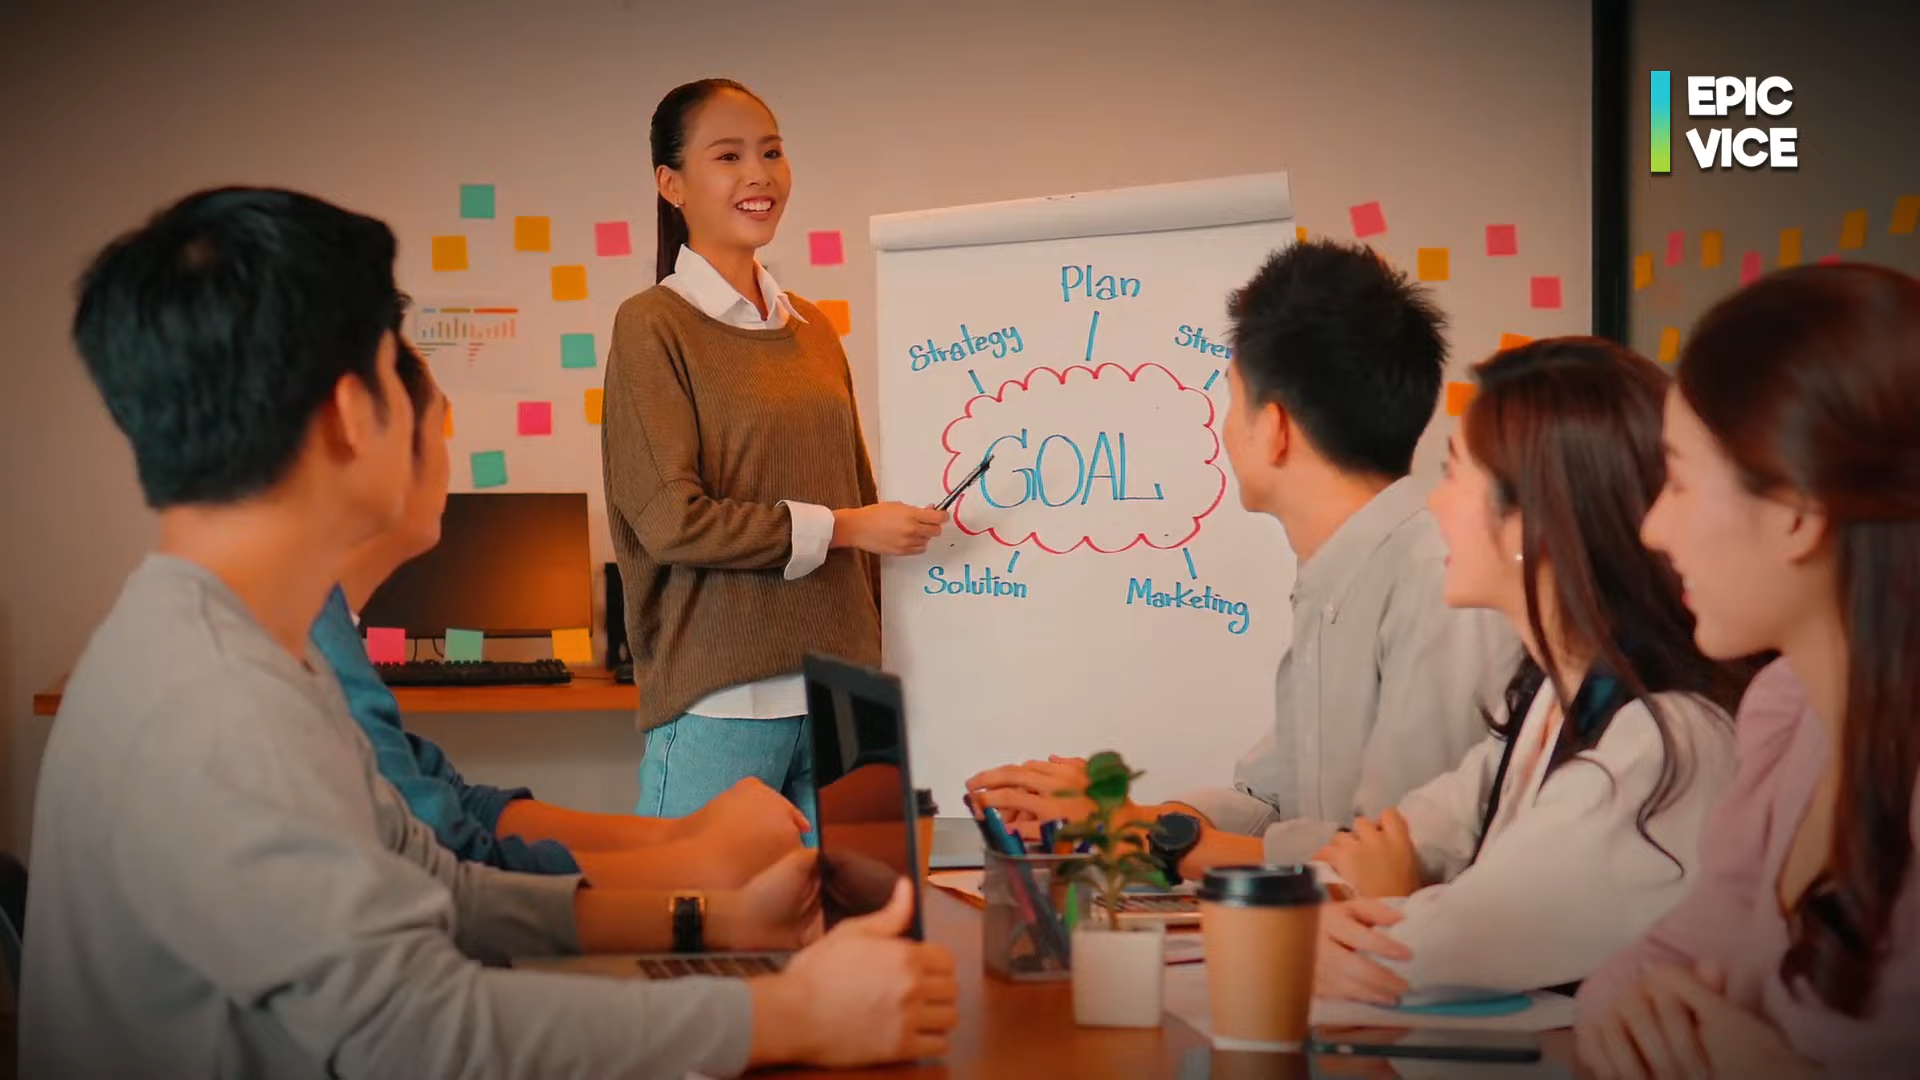 EPIC
VICE
Plan
Strategy
GOAL
Solution
Marketing